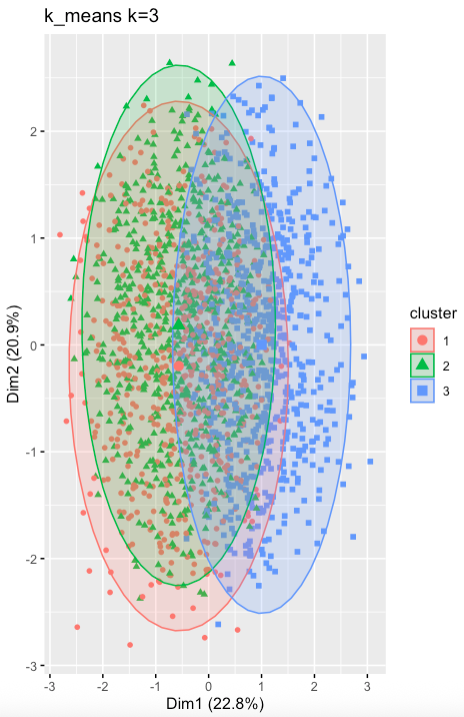 k_means k=3
2
1
0
-1
-2
-3
Dim2 (20.9%)
-3 -2 -1 0 1 2 3
Dim1 (22.8%)
cluster
1
2
3